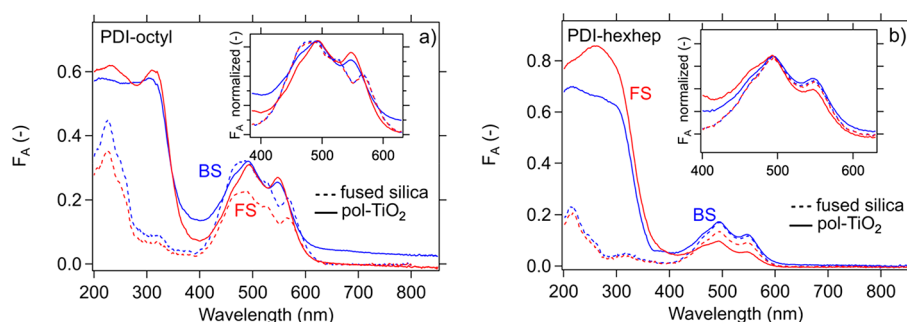 PDI-octyl
a)
0.6
0.4
0.2
0.0
F_A (-)
F_A normalized (-)
400 500 600
BS
FS
fused silica
pol-TiO₂
200 300 400 500 600 700 800
Wavelength (nm)
PDI-hexhep
b)
1.0
0.8
0.6
0.4
0.2
0.0
F_A (-)
F_A normalized (-)
400 500 600
FS
BS
fused silica
pol-TiO₂
200 300 400 500 600 700 800
Wavelength (nm)